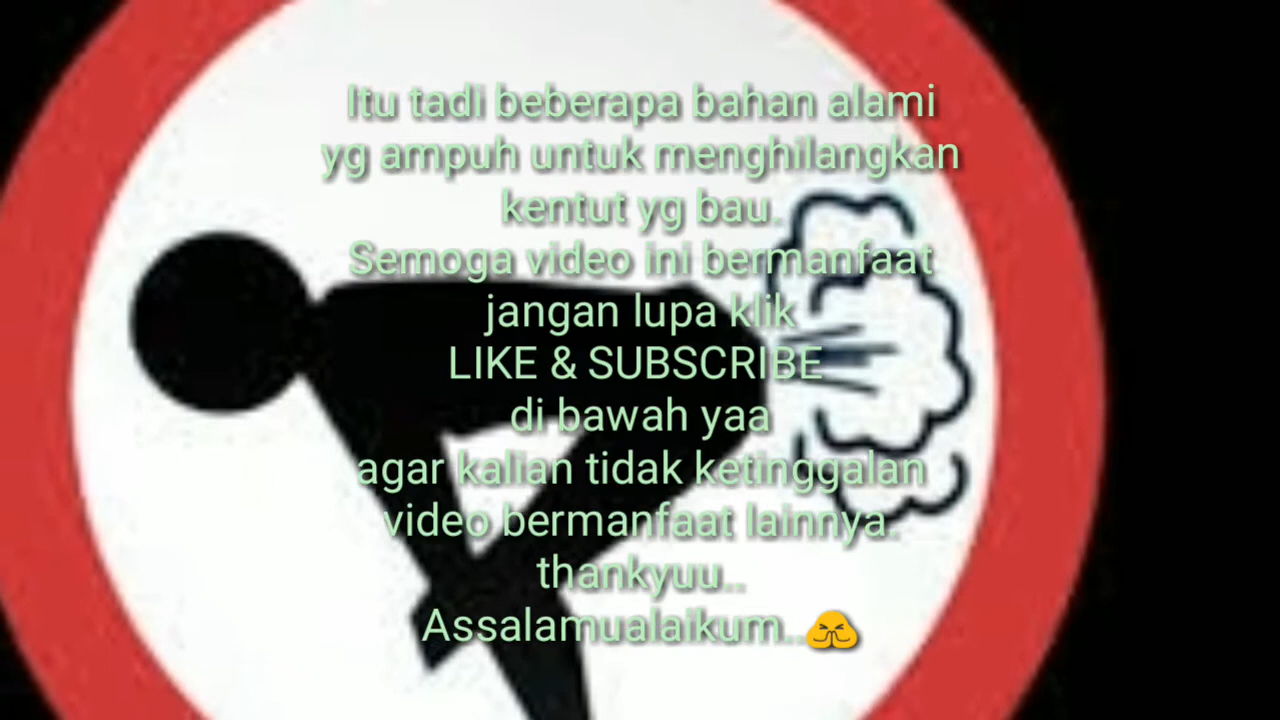 Itu tadi beberapa bahan alami
yg ampuh untuk menghilangkan
kentut yg bau.
Semoga video ini bermanfaat
jangan lupa klik
LIKE & SUBSCRIBE
di bawah yaa
agar kalian tidak ketinggalan
video bermanfaat lainnya.
thankyuu..
Assalamualaikum..🙏